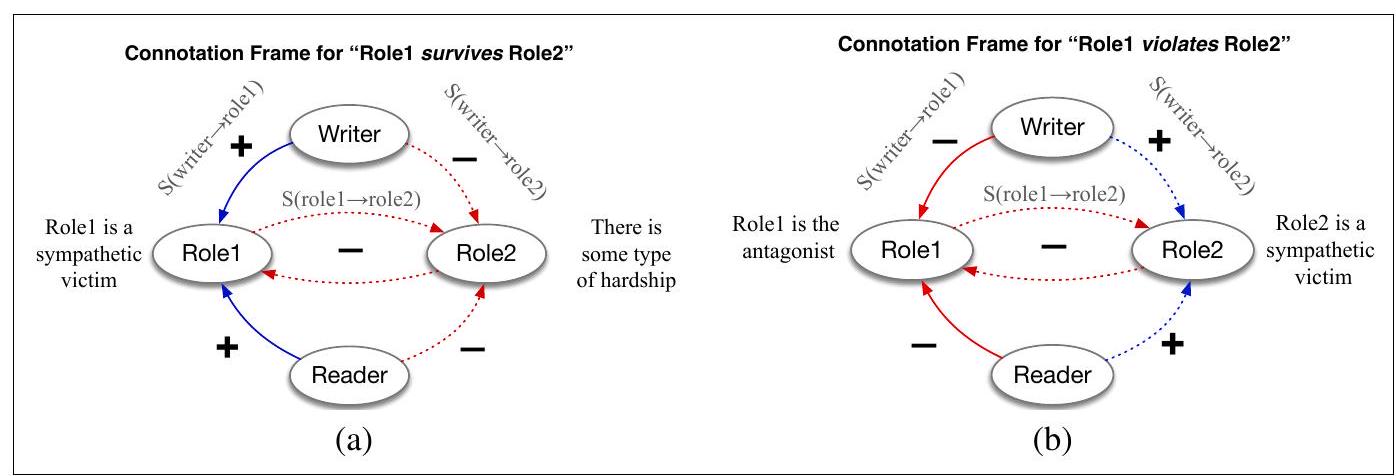 Connotation Frame for “Role1 survives Role2”
S(writer→role1)
+
Writer
S(writer→role2)
–
S(role1→role2)
Role1 is a
sympathetic
victim
Role1
–
Role2
There is
some type
of hardship
+
Reader
–
(a)
Connotation Frame for “Role1 violates Role2”
S(writer→role1)
–
Writer
+
S(writer→role2)
S(role1→role2)
Role1 is the
antagonist
Role1
–
Role2
Role2 is a
sympathetic
victim
–
Reader
+
(b)